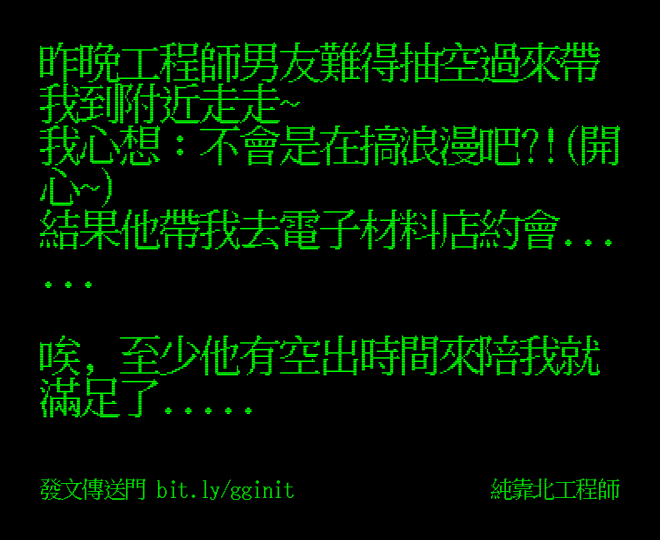 昨晚工程師男友難得抽空過來帶
我到附近走走~
我心想：不會是在搞浪漫吧?!(開
心~)
結果他帶我去電子材料店約會...
...
唉, 至少他有空出時間來陪我就
滿足了.....
發文傳送門 bit.ly/gginit
純靠北工程師